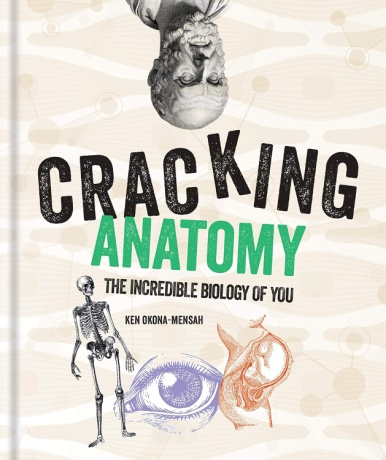 CRACKING
ANATOMY
THE INCREDIBLE BIOLOGY OF YOU
KEN OKONA-MENSAH